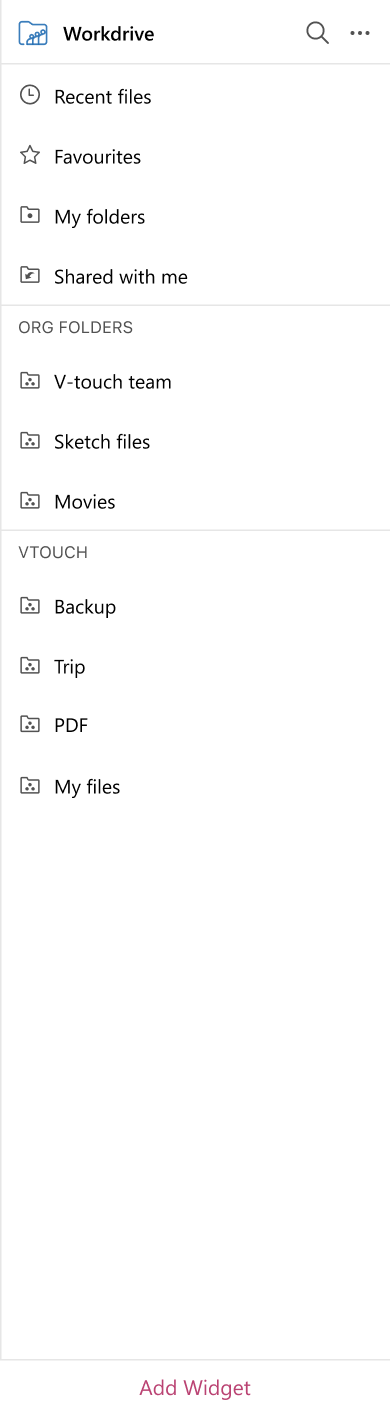 Workdrive
Recent files
Favourites
My folders
Shared with me
ORG FOLDERS
V-touch team
Sketch files
Movies
VTOUCH
Backup
Trip
PDF
My files
Add Widget